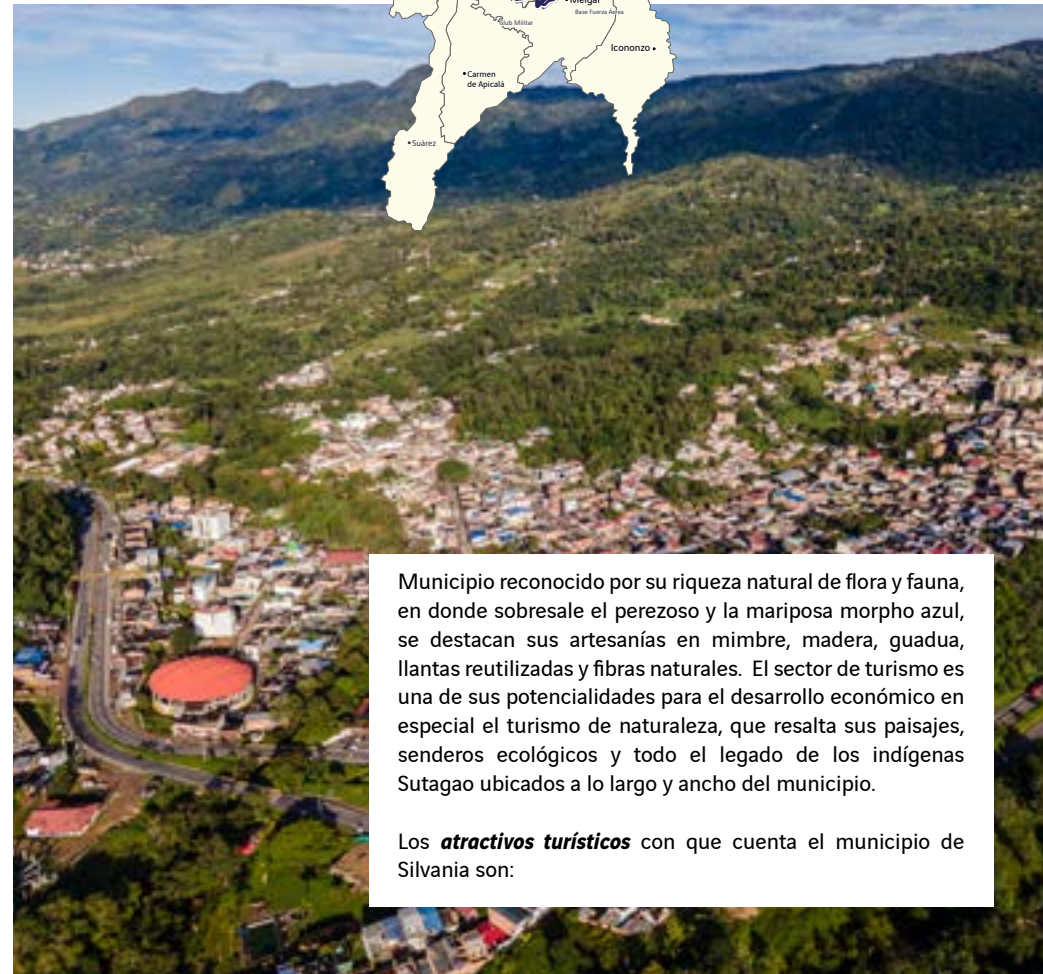 Melgar
Base Fuerza Aérea
Club Militar
Icononzo
Carmen
de Apicalá
Suárez
Municipio reconocido por su riqueza natural de flora y fauna,
en donde sobresale el perezoso y la mariposa morpho azul,
se destacan sus artesanías en mimbre, madera, guadua,
llantas reutilizadas y fibras naturales. El sector de turismo es
una de sus potencialidades para el desarrollo económico en
especial el turismo de naturaleza, que resalta sus paisajes,
senderos ecológicos y todo el legado de los indígenas
Sutagao ubicados a lo largo y ancho del municipio.
Los atractivos turísticos con que cuenta el municipio de
Silvania son: